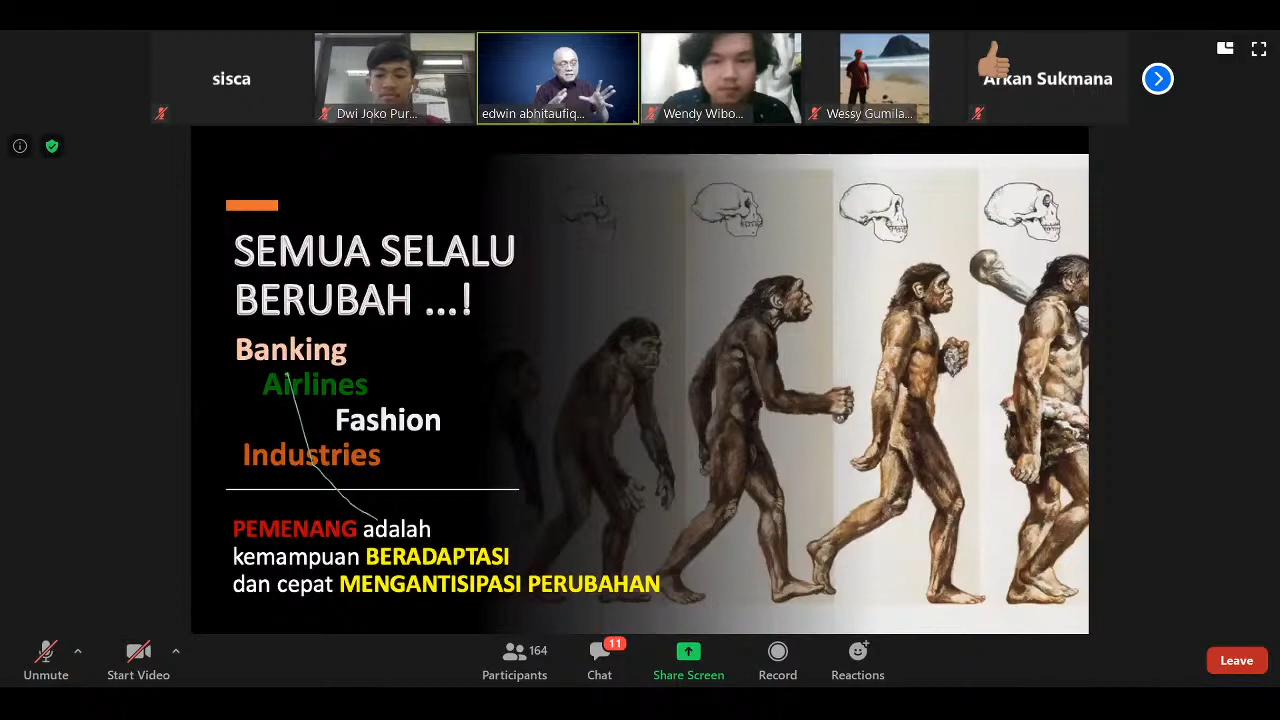 sisca
Dwi Joko Pur...
edwin abhitaufiq...
Wendy Wibo...
Wessy Gumila...
Arkan Sukmana
SEMUA SELALU
BERUBAH ...!
Banking
Airlines
Fashion
Industries
PEMENANG adalah
kemampuan BERADAPTASI
dan cepat MENGANTISIPASI PERUBAHAN
Unmute
Start Video
164
Participants
11
Chat
Share Screen
Record
Reactions
Leave